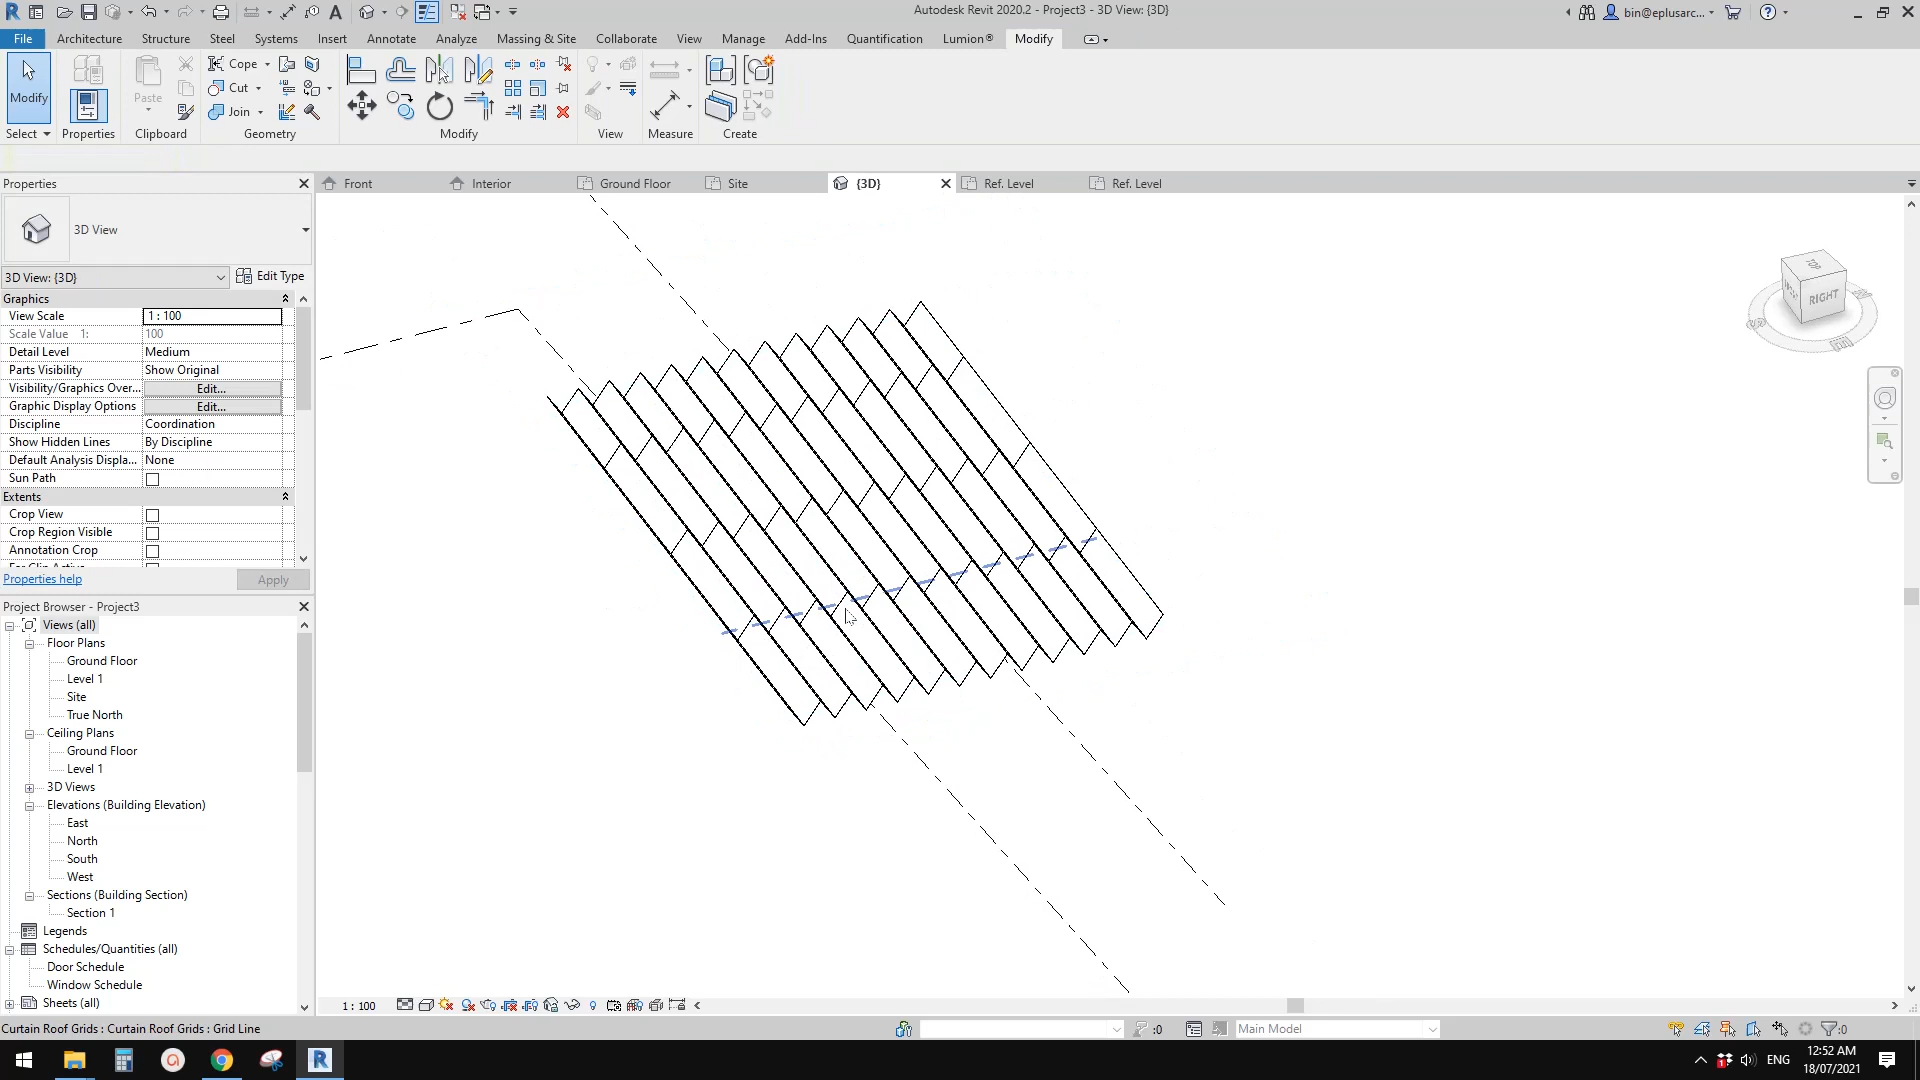 Autodesk Revit 2020.2 - Project3 - 3D View: {3D}
bin@eplusarc...
File
Architecture
Structure
Steel
Systems
Insert
Annotate
Analyze
Massing & Site
Collaborate
View
Manage
Add-Ins
Quantification
Lumion®
Modify
Modify
Paste
Cope
Cut
Join
Select
Properties
Clipboard
Geometry
Modify
View
Measure
Create
Properties
Front
Interior
Ground Floor
Site
{3D}
Ref. Level
Ref. Level
3D View
3D View: {3D}
Edit Type
Graphics
View Scale 1 : 100
Scale Value 1: 100
Detail Level Medium
Parts Visibility Show Original
Visibility/Graphics Over... Edit...
Graphic Display Options Edit...
Discipline Coordination
Show Hidden Lines By Discipline
Default Analysis Displa... None
Sun Path
Extents
Crop View
Crop Region Visible
Annotation Crop
Properties help
Apply
Project Browser - Project3
Views (all)
Floor Plans
Ground Floor
Level 1
Site
True North
Ceiling Plans
Ground Floor
Level 1
3D Views
Elevations (Building Elevation)
East
North
South
West
Sections (Building Section)
Section 1
Legends
Schedules/Quantities (all)
Door Schedule
Window Schedule
Sheets (all)
TOP
RIGHT
1 : 100
Curtain Roof Grids : Curtain Roof Grids : Grid Line
:0
Main Model
:0
ENG
12:52 AM
18/07/2021